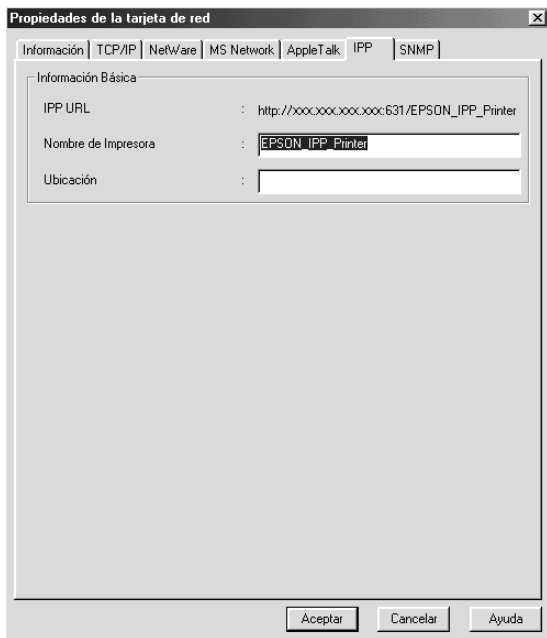 Propiedades de la tarjeta de red
Información TCP/IP NetWare MS Network AppleTalk IPP SNMP
Información Básica
IPP URL : http://xxx.xxx.xxx.xxx:631/EPSON_IPP_Printer
Nombre de Impresora : EPSON_IPP_Printer
Ubicación :
Aceptar Cancelar Ayuda